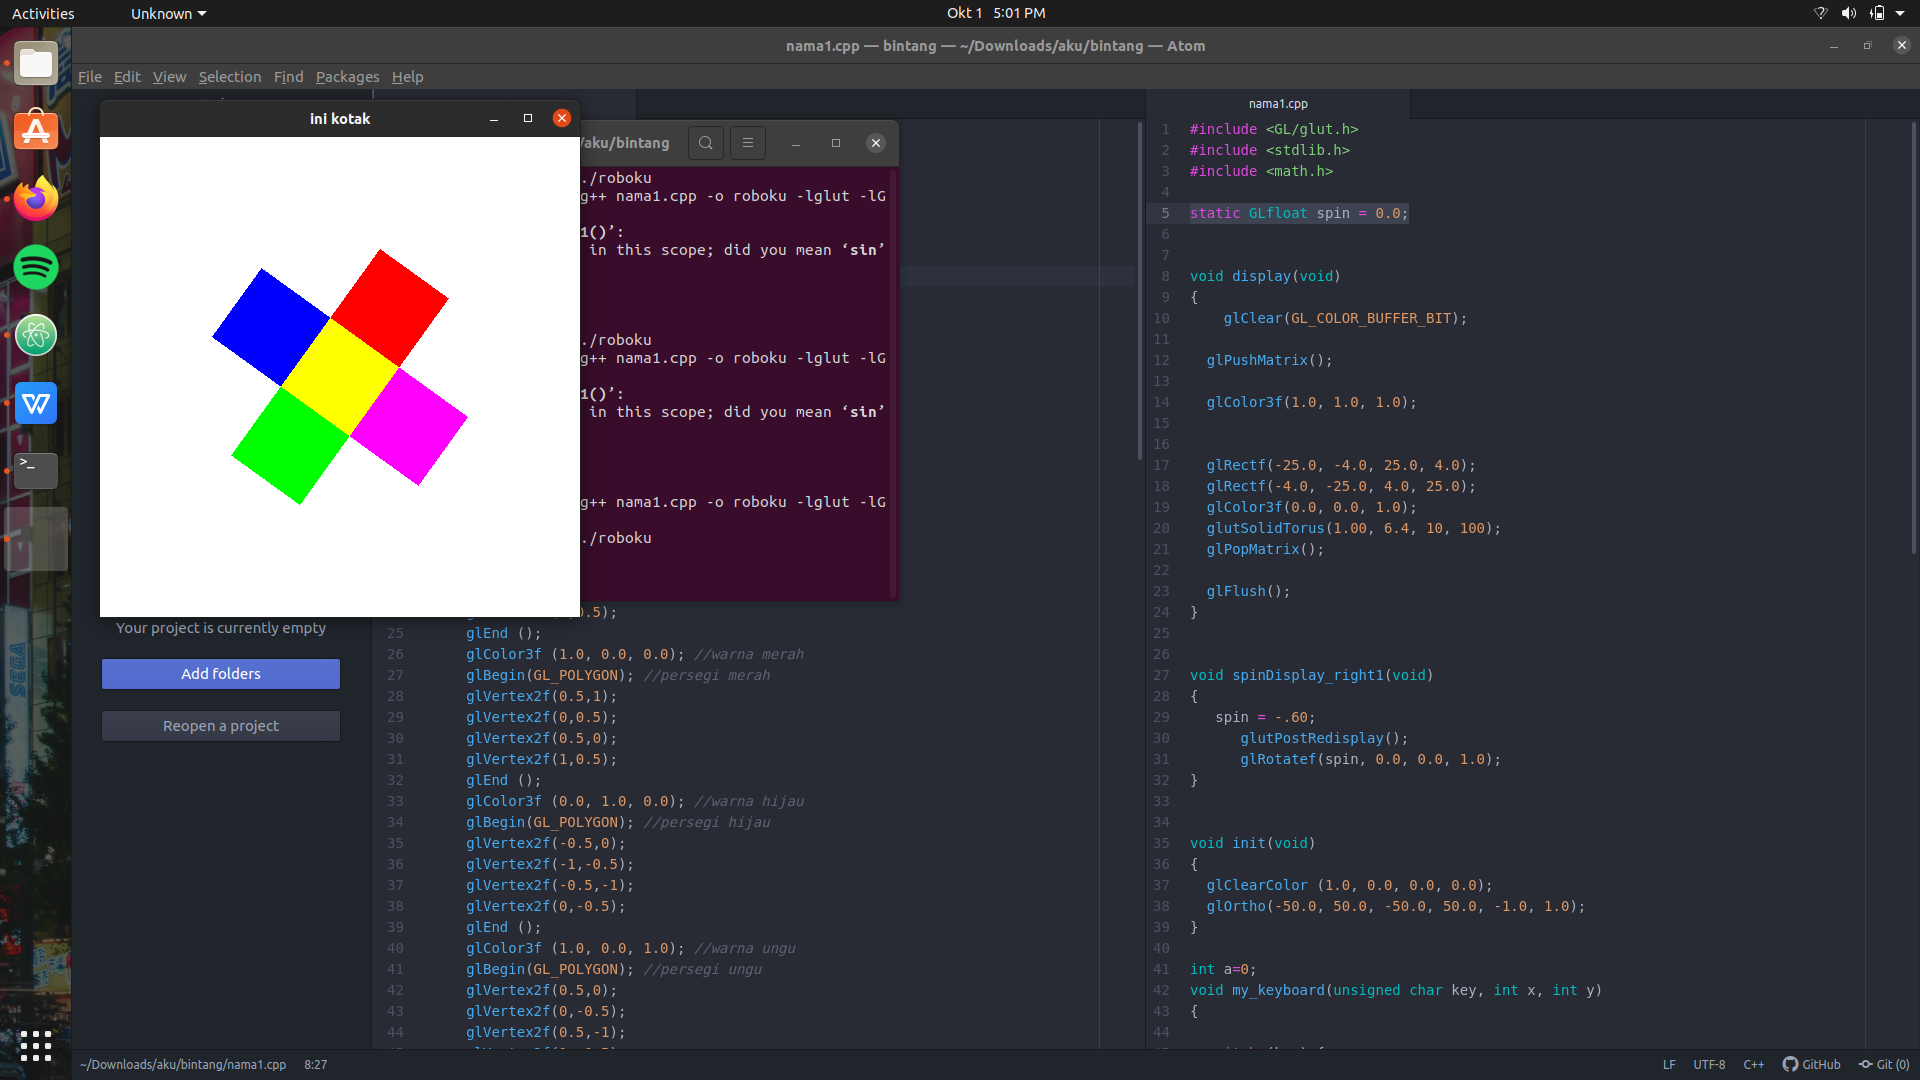 Activities
Unknown
Okt 1 5:01 PM
nama1.cpp — bintang — ~/Downloads/aku/bintang — Atom
File Edit View Selection Find Packages Help
ini kotak
/aku/bintang
./roboku
g++ nama1.cpp -o roboku -lglut -lG
1()’:
in this scope; did you mean ‘sin’
./roboku
g++ nama1.cpp -o roboku -lglut -lG
1()’:
in this scope; did you mean ‘sin’
g++ nama1.cpp -o roboku -lglut -lG
./roboku
Your project is currently empty
Add folders
Reopen a project
0.5);
25 glEnd ();
26 glColor3f (1.0, 0.0, 0.0); //warna merah
27 glBegin(GL_POLYGON); //persegi merah
28 glVertex2f(0.5,1);
29 glVertex2f(0,0.5);
30 glVertex2f(0.5,0);
31 glVertex2f(1,0.5);
32 glEnd ();
33 glColor3f (0.0, 1.0, 0.0); //warna hijau
34 glBegin(GL_POLYGON); //persegi hijau
35 glVertex2f(-0.5,0);
36 glVertex2f(-1,-0.5);
37 glVertex2f(-0.5,-1);
38 glVertex2f(0,-0.5);
39 glEnd ();
40 glColor3f (1.0, 0.0, 1.0); //warna ungu
41 glBegin(GL_POLYGON); //persegi ungu
42 glVertex2f(0.5,0);
43 glVertex2f(0,-0.5);
44 glVertex2f(0.5,-1);
nama1.cpp
1 #include <GL/glut.h>
2 #include <stdlib.h>
3 #include <math.h>
4
5 static GLfloat spin = 0.0;
6
7
8 void display(void)
9 {
10 glClear(GL_COLOR_BUFFER_BIT);
11
12 glPushMatrix();
13
14 glColor3f(1.0, 1.0, 1.0);
15
16
17 glRectf(-25.0, -4.0, 25.0, 4.0);
18 glRectf(-4.0, -25.0, 4.0, 25.0);
19 glColor3f(0.0, 0.0, 1.0);
20 glutSolidTorus(1.00, 6.4, 10, 100);
21 glPopMatrix();
22
23 glFlush();
24 }
25
26
27 void spinDisplay_right1(void)
28 {
29 spin = -.60;
30 glutPostRedisplay();
31 glRotatef(spin, 0.0, 0.0, 1.0);
32 }
33
34
35 void init(void)
36 {
37 glClearColor (1.0, 0.0, 0.0, 0.0);
38 glOrtho(-50.0, 50.0, -50.0, 50.0, -1.0, 1.0);
39 }
40
41 int a=0;
42 void my_keyboard(unsigned char key, int x, int y)
43 {
44
~/Downloads/aku/bintang/nama1.cpp 8:27
LF UTF-8 C++ GitHub Git (0)
SEGA